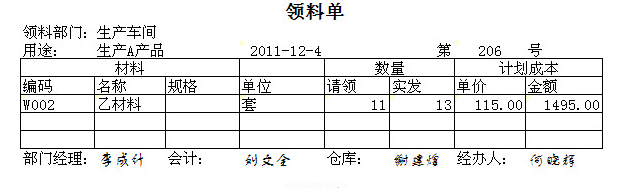 领料单
领料部门：生产车间
用途： 生产A产品 2011-12-4 第 206 号
材料 数量 计划成本
编码 名称 规格 单位 请领 实发 单价 金额
W002 乙材料 套 11 13 115.00 1495.00
部门经理：李成计 会计：刘文全 仓库：谢建煌 经办人：何晓辉